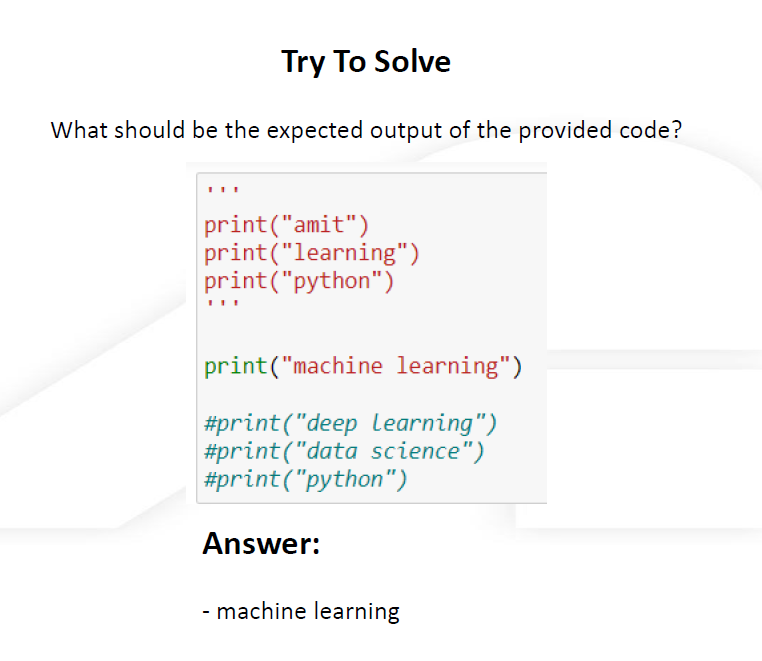 Try To Solve
What should be the expected output of the provided code?
'''
print("amit")
print("learning")
print("python")
'''
print("machine learning")
#print("deep learning")
#print("data science")
#print("python")
Answer:
- machine learning